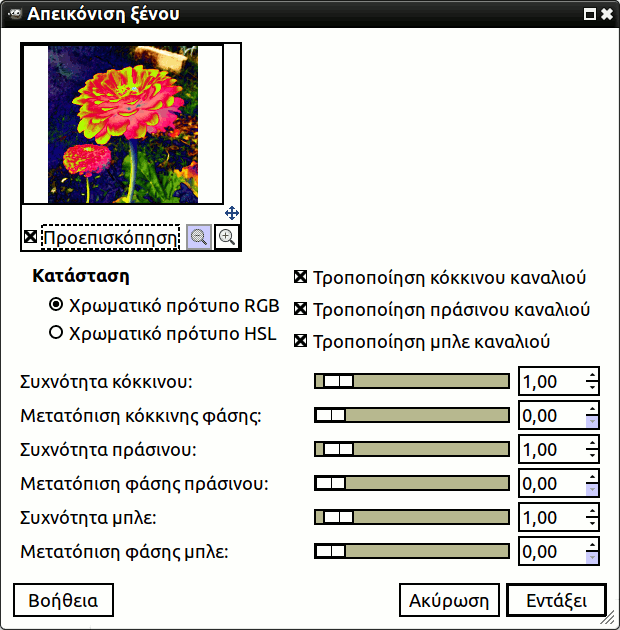 Απεικόνιση ξένου
Προεπισκόπηση
Κατάσταση
Χρωματικό πρότυπο RGB
Χρωματικό πρότυπο HSL
Τροποποίηση κόκκινου καναλιού
Τροποποίηση πράσινου καναλιού
Τροποποίηση μπλε καναλιού
Συχνότητα κόκκινου: 1,00
Μετατόπιση κόκκινης φάσης: 0,00
Συχνότητα πράσινου: 1,00
Μετατόπιση φάσης πράσινου: 0,00
Συχνότητα μπλε: 1,00
Μετατόπιση φάσης μπλε: 0,00
Βοήθεια Ακύρωση Εντάξει